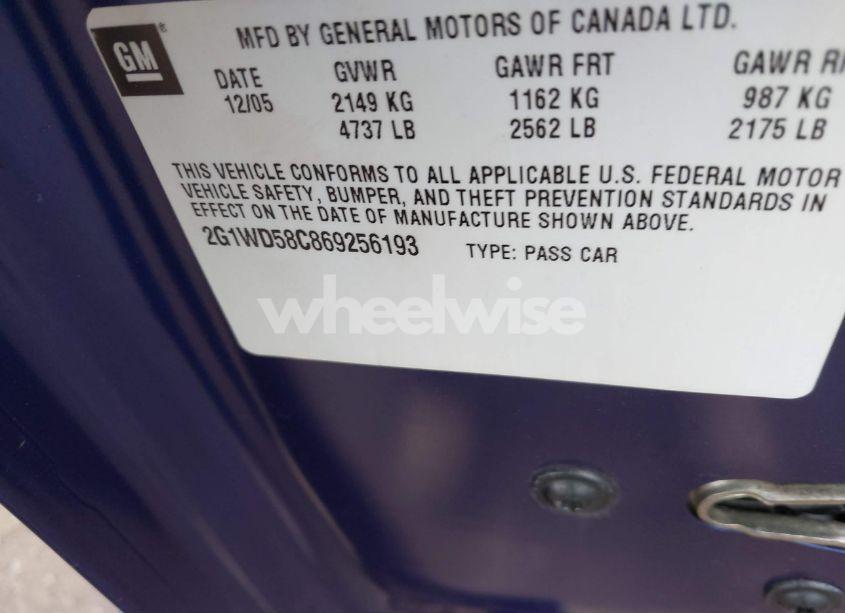 GM
®
MFD BY GENERAL MOTORS OF CANADA LTD.
DATE GVWR GAWR FRT GAWR
12/05 2149 KG 1162 KG 987 KG
4737 LB 2562 LB 2175 LB
THIS VEHICLE CONFORMS TO ALL APPLICABLE U.S. FEDERAL MOTOR
VEHICLE SAFETY, BUMPER, AND THEFT PREVENTION STANDARDS IN
EFFECT ON THE DATE OF MANUFACTURE SHOWN ABOVE.
2G1WD58C869256193 TYPE: PASS CAR
wheelwise